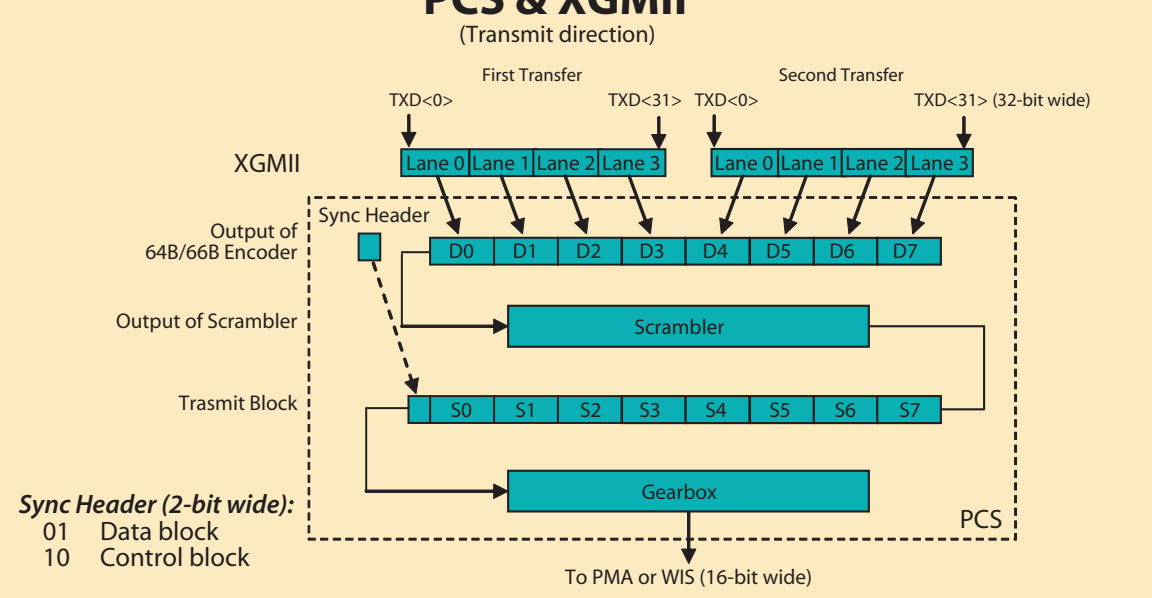 PCS & XGMII
(Transmit direction)
First Transfer Second Transfer
TXD<0> TXD<31> TXD<0> TXD<31> (32-bit wide)
XGMII Lane 0 Lane 1 Lane 2 Lane 3 Lane 0 Lane 1 Lane 2 Lane 3
Sync Header
Output of
64B/66B Encoder D0 D1 D2 D3 D4 D5 D6 D7
Output of Scrambler Scrambler
Trasmit Block S0 S1 S2 S3 S4 S5 S6 S7
Gearbox
PCS
Sync Header (2-bit wide):
01 Data block
10 Control block
To PMA or WIS (16-bit wide)